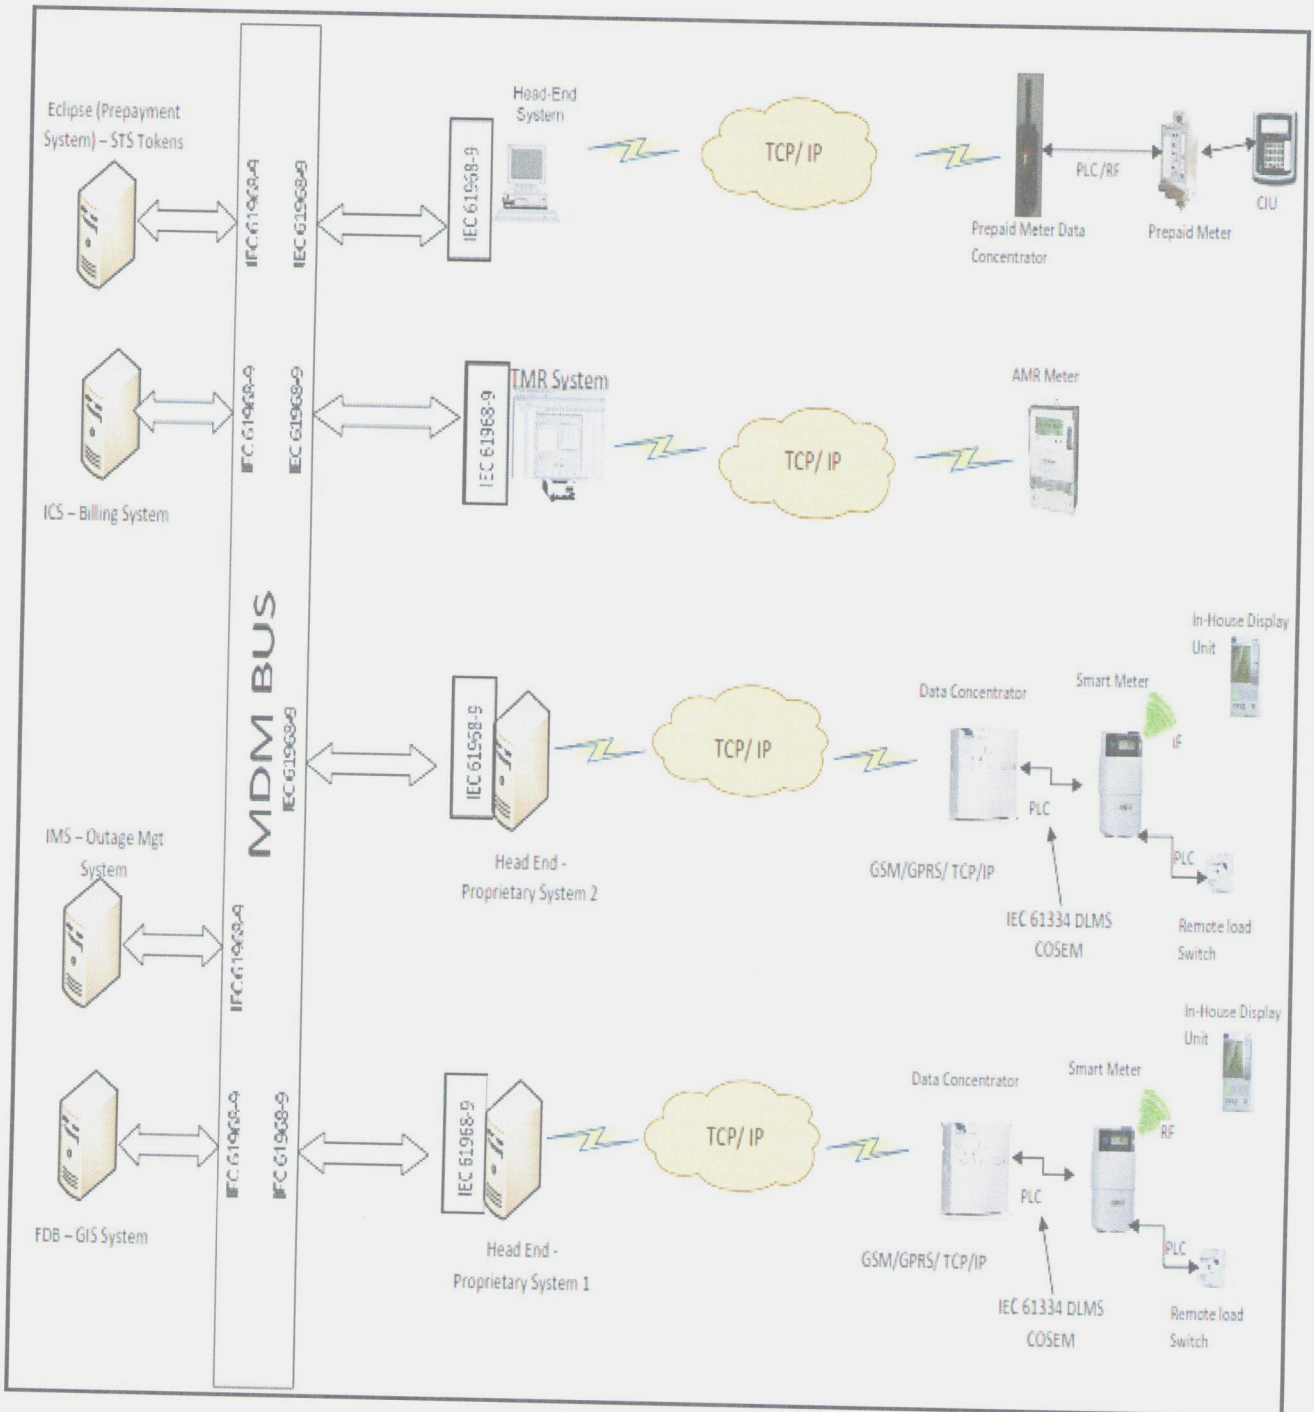 Eclipse (Prepayment
System) – STS Tokens
IEC 61968-9
IEC 61968-9
IEC 61968-9
Head-End
System
TCP/ IP
PLC /RF
Prepaid Meter Data
Concentrator
Prepaid Meter
CIU
ICS – Billing System
IEC 61968-9
IEC 61968-9
IEC 61968-9
TMR System
TCP/ IP
AMR Meter
MDM BUS
IEC 61968-9
IEC 61968-9
Head End -
Proprietary System 2
TCP/ IP
Data Concentrator
GSM/GPRS/ TCP/IP
PLC
IEC 61334 DLMS
COSEM
Smart Meter
In-House Display
Unit
PLC
Remote load
Switch
IMS – Outage Mgt
System
IEC 61968-9
FDB – GIS System
IEC 61968-9
IEC 61968-9
IEC 61968-9
Head End -
Proprietary System 1
TCP/ IP
Data Concentrator
GSM/GPRS/ TCP/IP
PLC
IEC 61334 DLMS
COSEM
Smart Meter
RF
In-House Display
Unit
PLC
Remote load
Switch